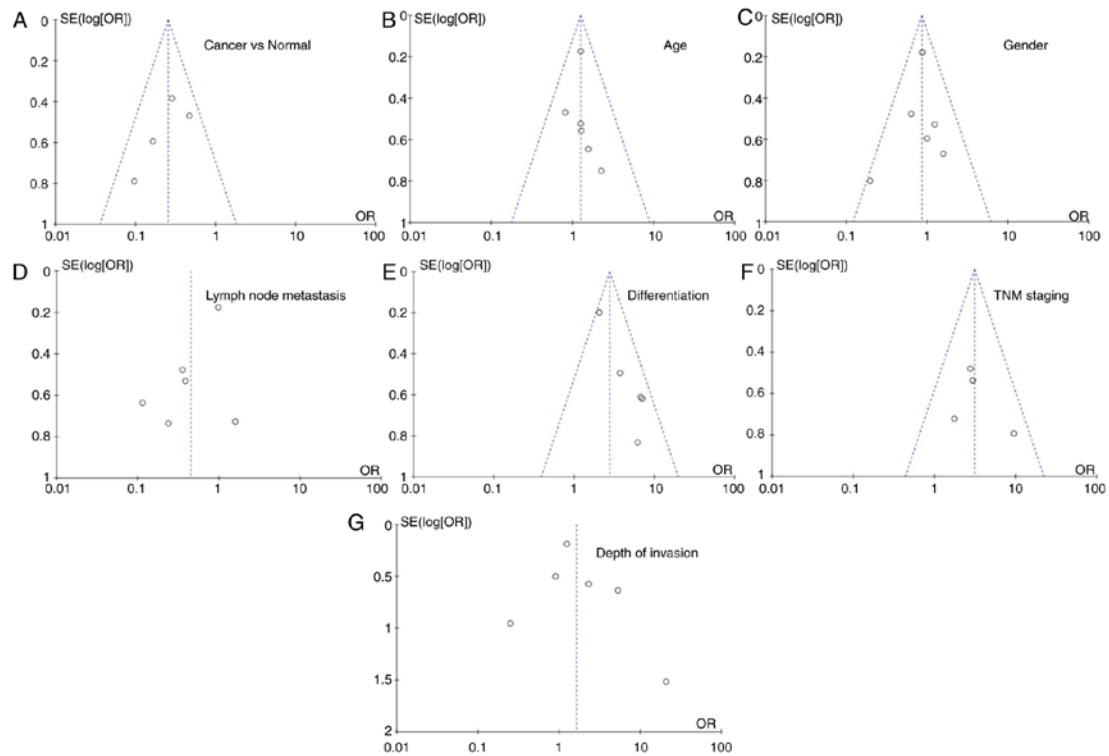 A
SE(log[OR])
Cancer vs Normal
0
0.2
0.4
0.6
0.8
1
OR
0.01 0.1 1 10 100
B
SE(log[OR])
Age
0
0.2
0.4
0.6
0.8
1
OR
0.01 0.1 1 10 100
C
SE(log[OR])
Gender
0
0.2
0.4
0.6
0.8
1
OR
0.01 0.1 1 10 100
D
SE(log[OR])
Lymph node metastasis
0
0.2
0.4
0.6
0.8
1
OR
0.01 0.1 1 10 100
E
SE(log[OR])
Differentiation
0
0.2
0.4
0.6
0.8
1
OR
0.01 0.1 1 10 100
F
SE(log[OR])
TNM staging
0
0.2
0.4
0.6
0.8
1
OR
0.01 0.1 1 10 100
G
SE(log[OR])
Depth of invasion
0
0.5
1
1.5
2
OR
0.01 0.1 1 10 100